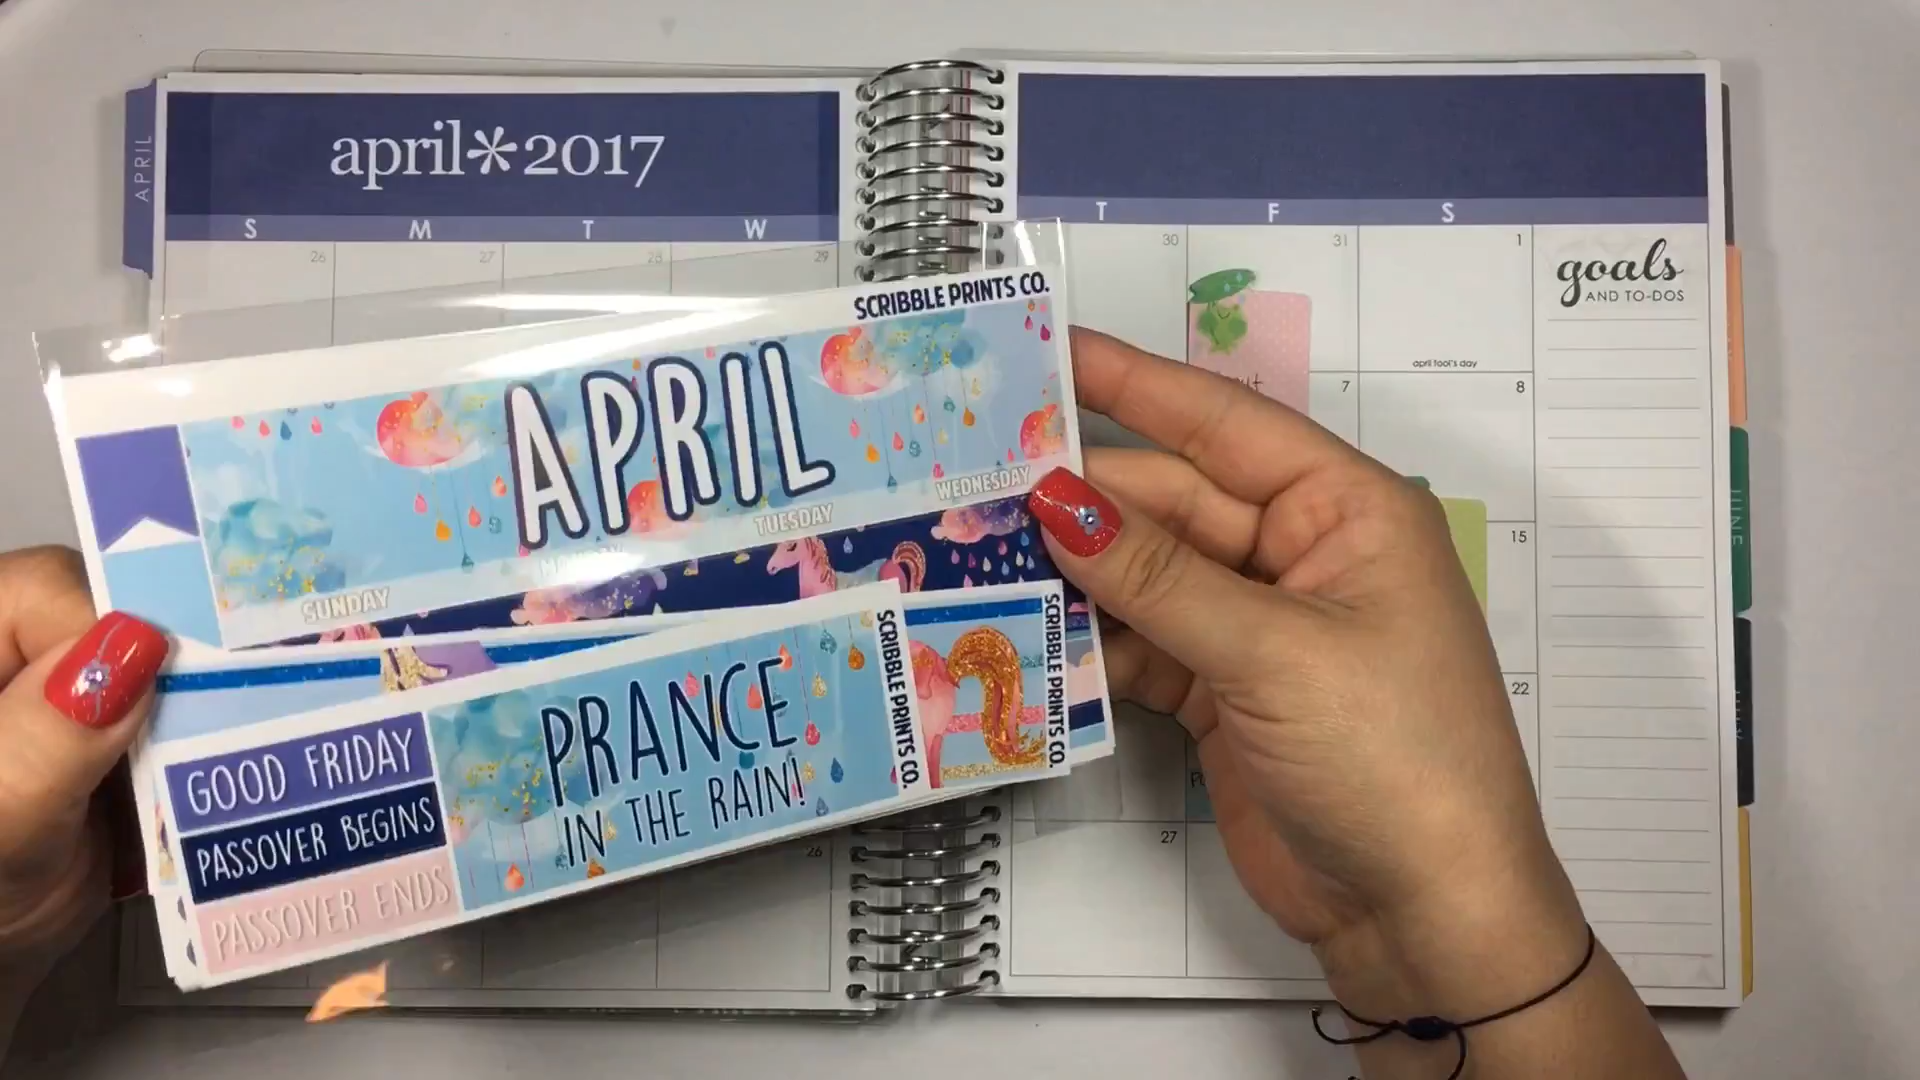 APRIL
april*2017
S M T W
T F S
26 27 28 29
30 31 1
goals
AND TO-DOS
april fool's day
7 8
15
22
27
26
JUNE
SCRIBBLE PRINTS CO.
APRIL
SUNDAY MONDAY TUESDAY WEDNESDAY
GOOD FRIDAY
PASSOVER BEGINS
PASSOVER ENDS
PRANCE
IN THE RAIN!
SCRIBBLE PRINTS CO.
SCRIBBLE PRINTS CO.